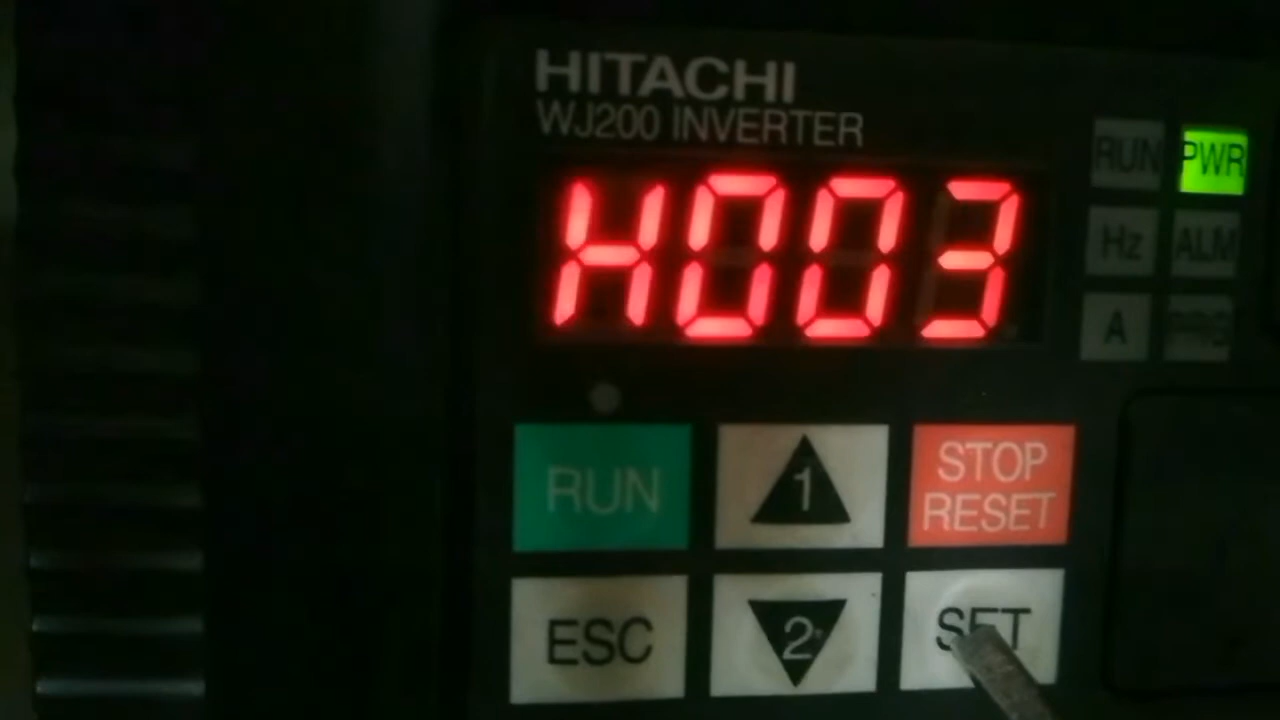 HITACHI
WJ200 INVERTER
H003
RUN PWR
Hz ALM
A
RUN 1 STOP
RESET
ESC 2 SET